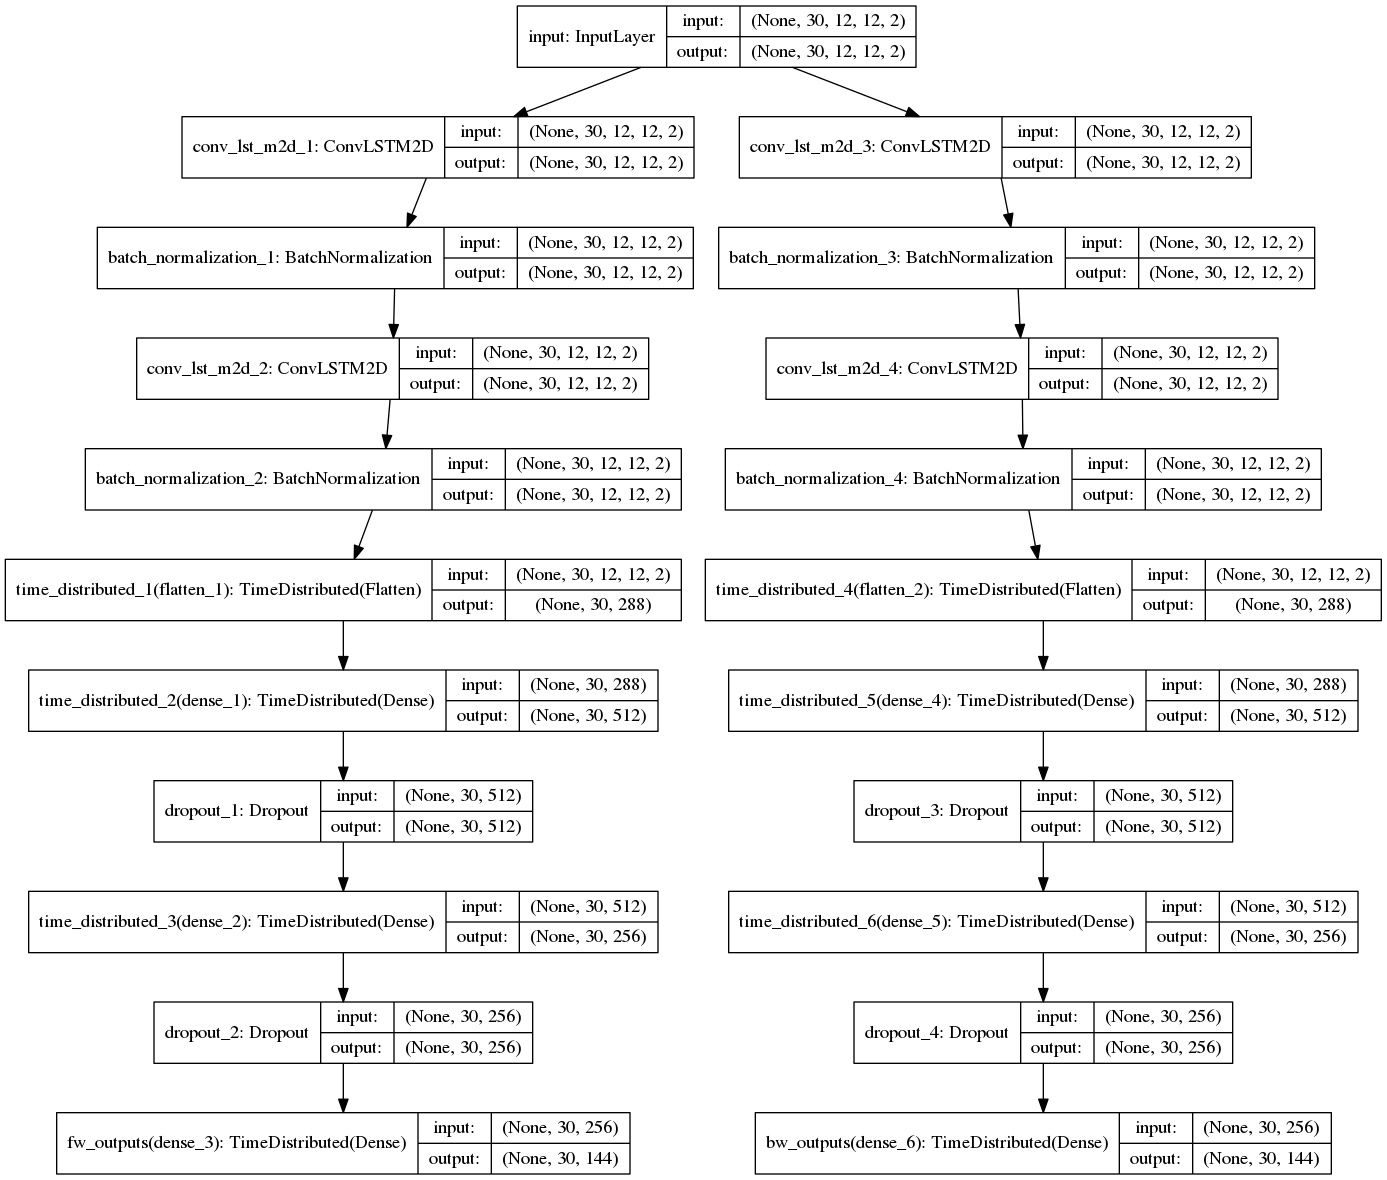 input: InputLayer
input: (None, 30, 12, 12, 2)
output: (None, 30, 12, 12, 2)
conv_lst_m2d_1: ConvLSTM2D
input: (None, 30, 12, 12, 2)
output: (None, 30, 12, 12, 2)
conv_lst_m2d_3: ConvLSTM2D
input: (None, 30, 12, 12, 2)
output: (None, 30, 12, 12, 2)
batch_normalization_1: BatchNormalization
input: (None, 30, 12, 12, 2)
output: (None, 30, 12, 12, 2)
batch_normalization_3: BatchNormalization
input: (None, 30, 12, 12, 2)
output: (None, 30, 12, 12, 2)
conv_lst_m2d_2: ConvLSTM2D
input: (None, 30, 12, 12, 2)
output: (None, 30, 12, 12, 2)
conv_lst_m2d_4: ConvLSTM2D
input: (None, 30, 12, 12, 2)
output: (None, 30, 12, 12, 2)
batch_normalization_2: BatchNormalization
input: (None, 30, 12, 12, 2)
output: (None, 30, 12, 12, 2)
batch_normalization_4: BatchNormalization
input: (None, 30, 12, 12, 2)
output: (None, 30, 12, 12, 2)
time_distributed_1(flatten_1): TimeDistributed(Flatten)
input: (None, 30, 12, 12, 2)
output: (None, 30, 288)
time_distributed_4(flatten_2): TimeDistributed(Flatten)
input: (None, 30, 12, 12, 2)
output: (None, 30, 288)
time_distributed_2(dense_1): TimeDistributed(Dense)
input: (None, 30, 288)
output: (None, 30, 512)
time_distributed_5(dense_4): TimeDistributed(Dense)
input: (None, 30, 288)
output: (None, 30, 512)
dropout_1: Dropout
input: (None, 30, 512)
output: (None, 30, 512)
dropout_3: Dropout
input: (None, 30, 512)
output: (None, 30, 512)
time_distributed_3(dense_2): TimeDistributed(Dense)
input: (None, 30, 512)
output: (None, 30, 256)
time_distributed_6(dense_5): TimeDistributed(Dense)
input: (None, 30, 512)
output: (None, 30, 256)
dropout_2: Dropout
input: (None, 30, 256)
output: (None, 30, 256)
dropout_4: Dropout
input: (None, 30, 256)
output: (None, 30, 256)
fw_outputs(dense_3): TimeDistributed(Dense)
input: (None, 30, 256)
output: (None, 30, 144)
bw_outputs(dense_6): TimeDistributed(Dense)
input: (None, 30, 256)
output: (None, 30, 144)